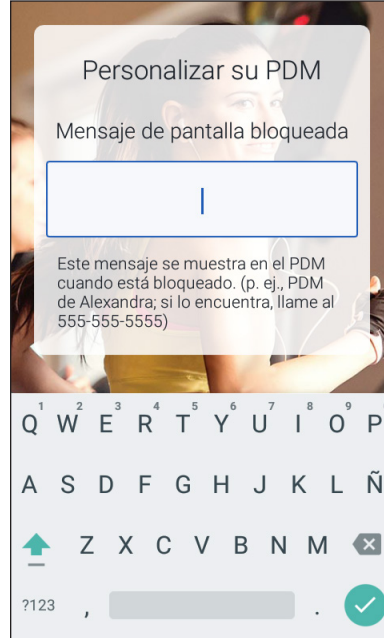 Personalizar su PDM
Mensaje de pantalla bloqueada
Este mensaje se muestra en el PDM
cuando está bloqueado. (p. ej., PDM
de Alexandra; si lo encuentra, llame al
555-555-5555)
1 2 3 4 5 6 7 8 9
Q W E R T Y U I O P
A S D F G H J K L Ñ
Z X C V B N M
?123 , .